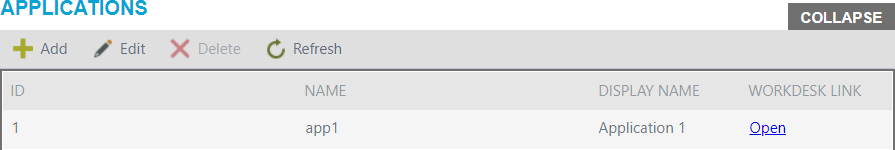 APPLICATIONS
COLLAPSE
Add Edit Delete Refresh
ID NAME DISPLAY NAME WORKDESK LINK
1 app1 Application 1 Open